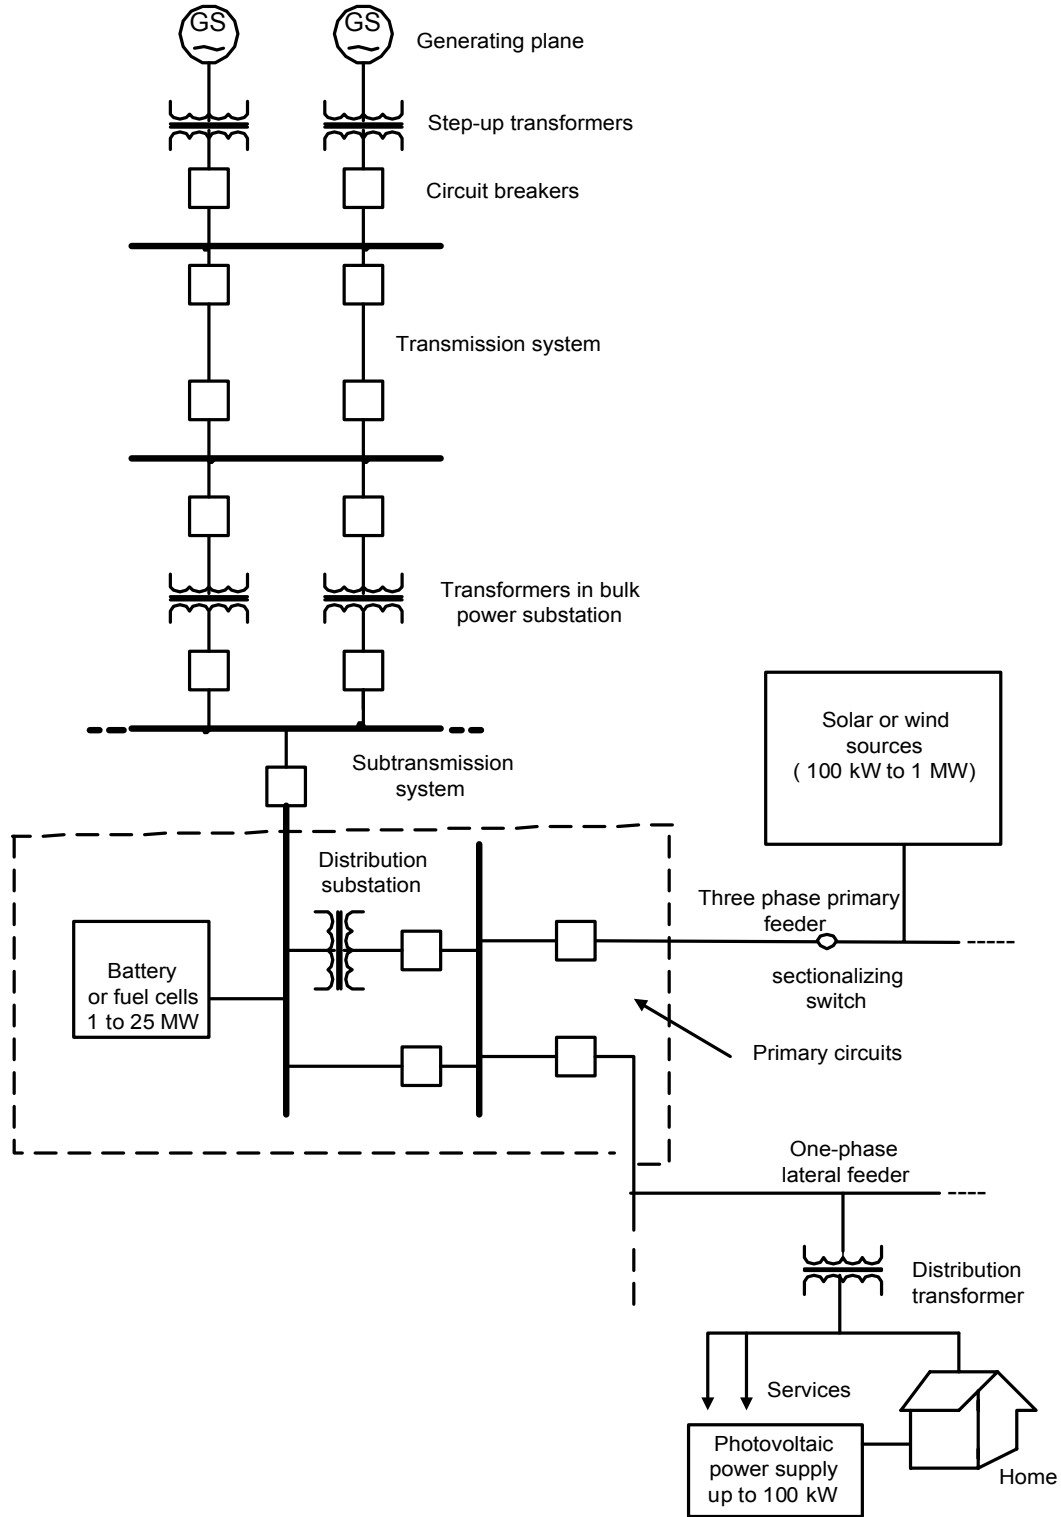 GS
GS
Generating plane
Step-up transformers
Circuit breakers
Transmission system
Transformers in bulk
power substation
Solar or wind
sources
( 100 kW to 1 MW)
Subtransmission
system
Distribution
substation
Three phase primary
feeder
Battery
or fuel cells
1 to 25 MW
sectionalizing
switch
Primary circuits
One-phase
lateral feeder
Distribution
transformer
Services
Photovoltaic
power supply
up to 100 kW
Home